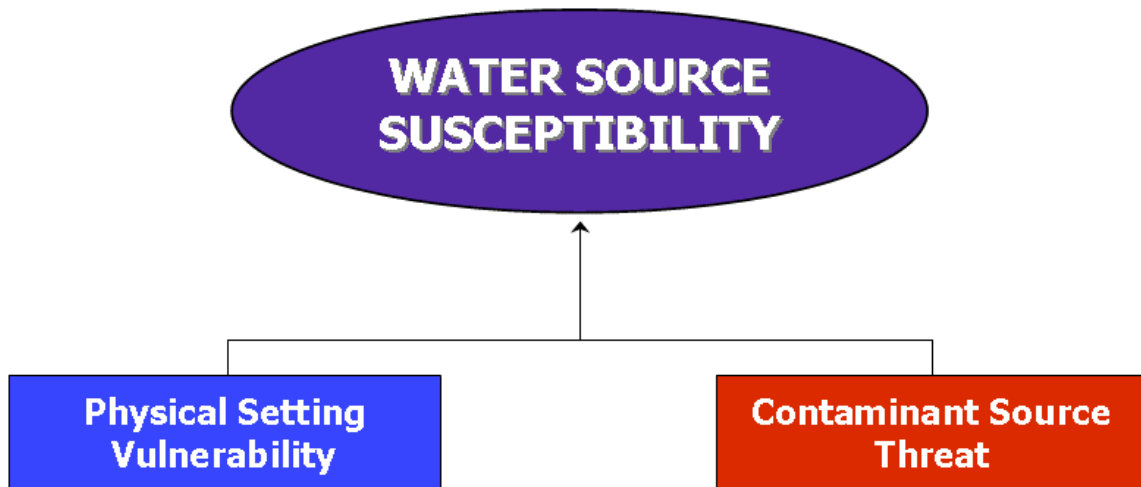 WATER SOURCE
SUSCEPTIBILITY
Physical Setting
Vulnerability
Contaminant Source
Threat